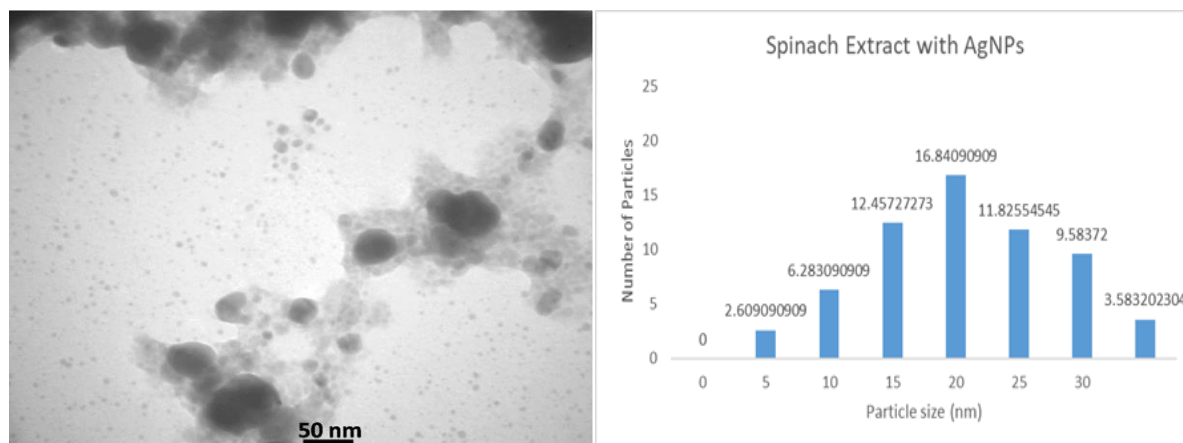 50 nm
Spinach Extract with AgNPs
Number of Particles
25
20
15
10
5
0
0
2.609090909
6.283090909
12.45727273
16.84090909
11.82554545
9.58372
3.583202304
0 5 10 15 20 25 30
Particle size (nm)